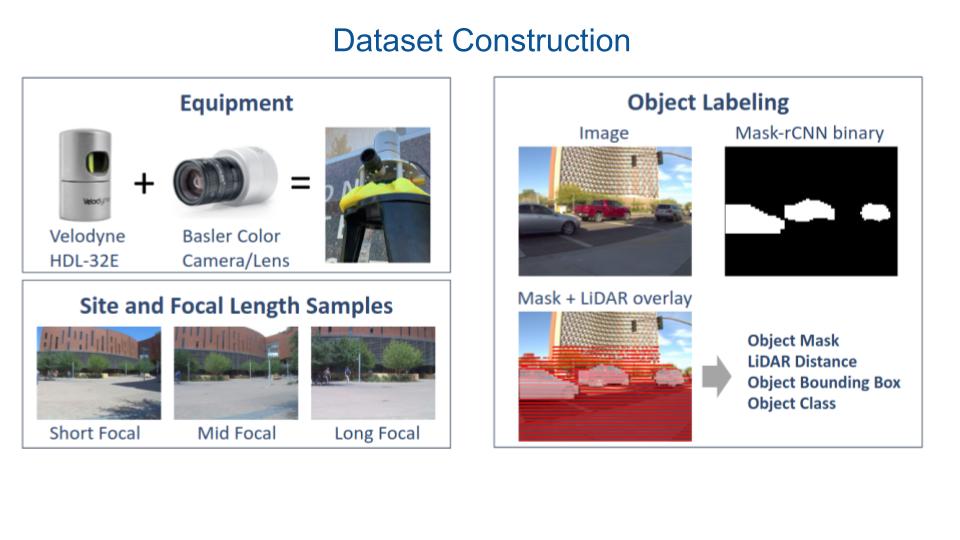 Dataset Construction
Equipment
+
=
Velodyne
Velodyne
HDL-32E
Basler Color
Camera/Lens
Site and Focal Length Samples
Short Focal
Mid Focal
Long Focal
Object Labeling
Image
Mask-rCNN binary
Mask + LiDAR overlay
Object Mask
LiDAR Distance
Object Bounding Box
Object Class